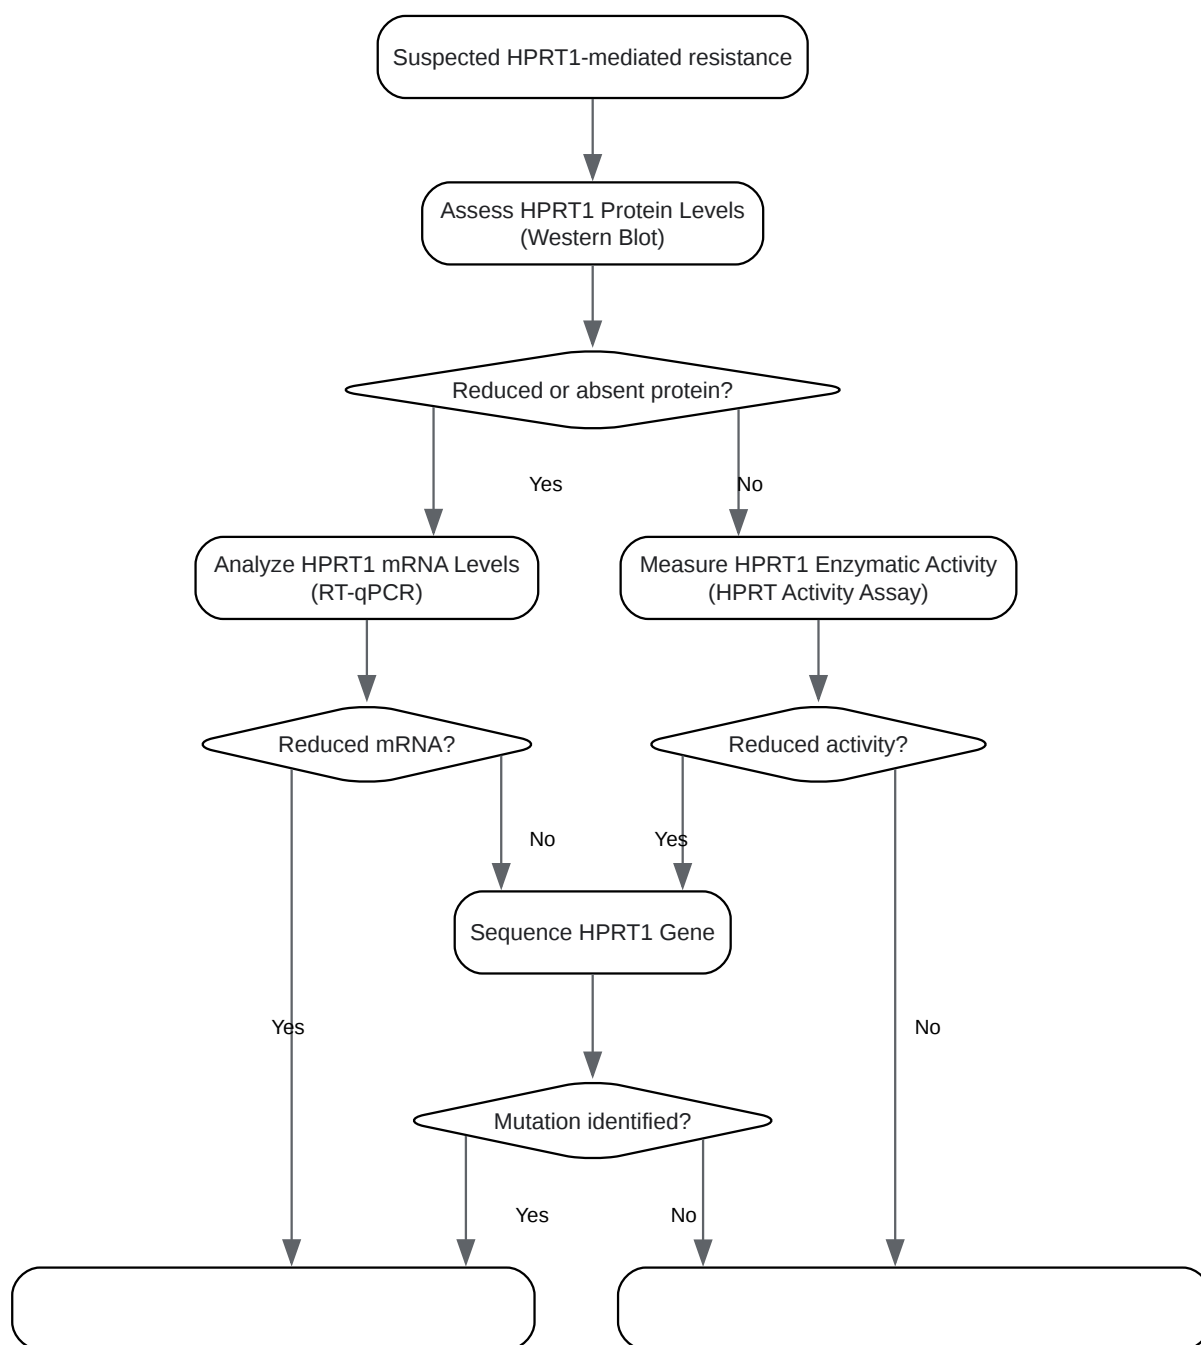 Suspected HPRT1-mediated resistance
Assess HPRT1 Protein Levels
(Western Blot)
Reduced or absent protein?
Yes
No
Analyze HPRT1 mRNA Levels
(RT-qPCR)
Measure HPRT1 Enzymatic Activity
(HPRT Activity Assay)
Reduced mRNA?
Reduced activity?
No
Yes
Sequence HPRT1 Gene
Yes
No
Mutation identified?
Yes
No